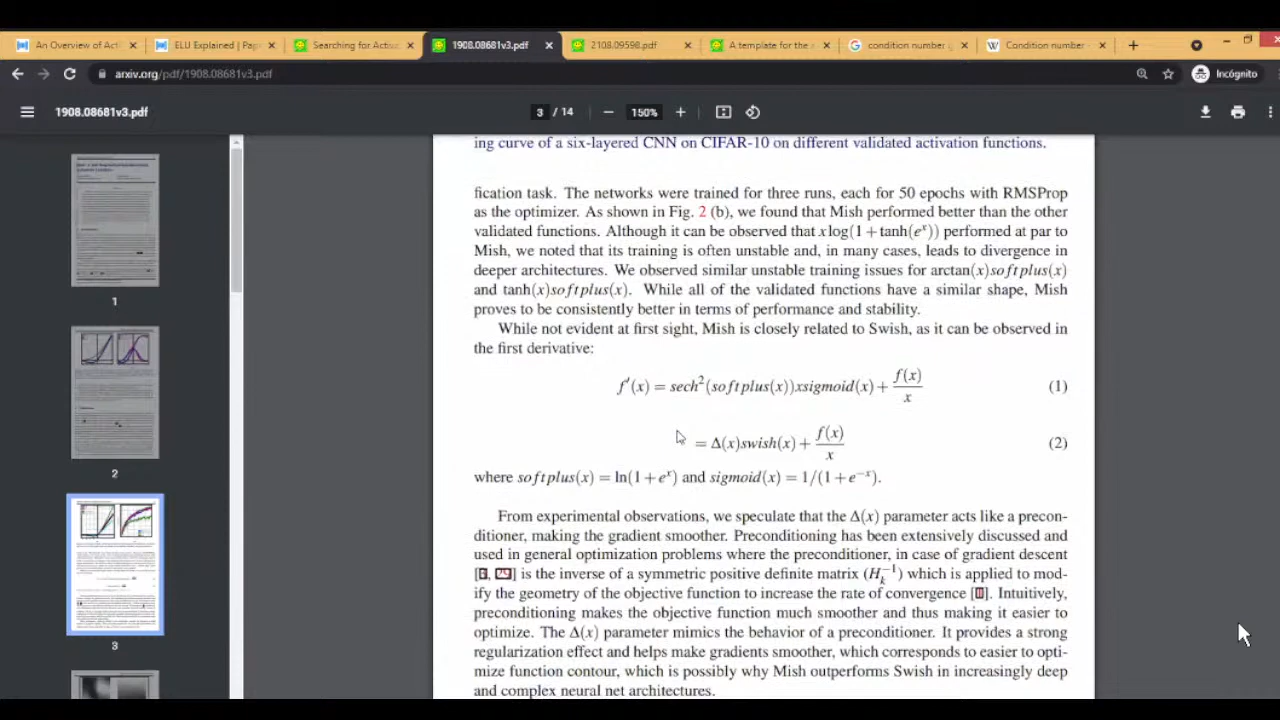 An Overview of Act
ELU Explained | Pap
Searching for Activa
1908.08681v3.pdf
2108.09598.pdf
A template for the a
condition number
Condition number
arxiv.org/pdf/1908.08681v3.pdf
Incógnito
1908.08681v3.pdf
3 / 14
150%
ing curve of a six-layered CNN on CIFAR-10 on different validated activation functions.
fication task. The networks were trained for three runs, each for 50 epochs with RMSProp
as the optimizer. As shown in Fig. 2 (b), we found that Mish performed better than the other
validated functions. Although it can be observed that x log(1 + tanh(e^x)) performed at par to
Mish, we noted that its training is often unstable and, in many cases, leads to divergence in
deeper architectures. We observed similar unstable training issues for arctan(x)softplus(x)
and tanh(x)softplus(x). While all of the validated functions have a similar shape, Mish
proves to be consistently better in terms of performance and stability.
While not evident at first sight, Mish is closely related to Swish, as it can be observed in
the first derivative:
f′(x) = sech²(softplus(x))xsigmoid(x) + f(x)/x (1)
= Δ(x)swish(x) + f(x)/x (2)
where softplus(x) = ln(1 + e^x) and sigmoid(x) = 1/(1 + e^−x).
From experimental observations, we speculate that the Δ(x) parameter acts like a precon-
ditioner, making the gradient smoother. Preconditioning has been extensively discussed and
used in general optimization problems where the preconditioner, in case of gradient descent
is the inverse of a symmetric positive definite matrix (H_k^−1) which is applied to mod-
ify the geometry of the objective function to increase the rate of convergence. Intuitively,
preconditioning makes the objective function much smoother and thus making it easier to
optimize. The Δ(x) parameter mimics the behavior of a preconditioner. It provides a strong
regularization effect and helps make gradients smoother, which corresponds to easier to opti-
mize function contour, which is possibly why Mish outperforms Swish in increasingly deep
and complex neural net architectures.
1
2
3